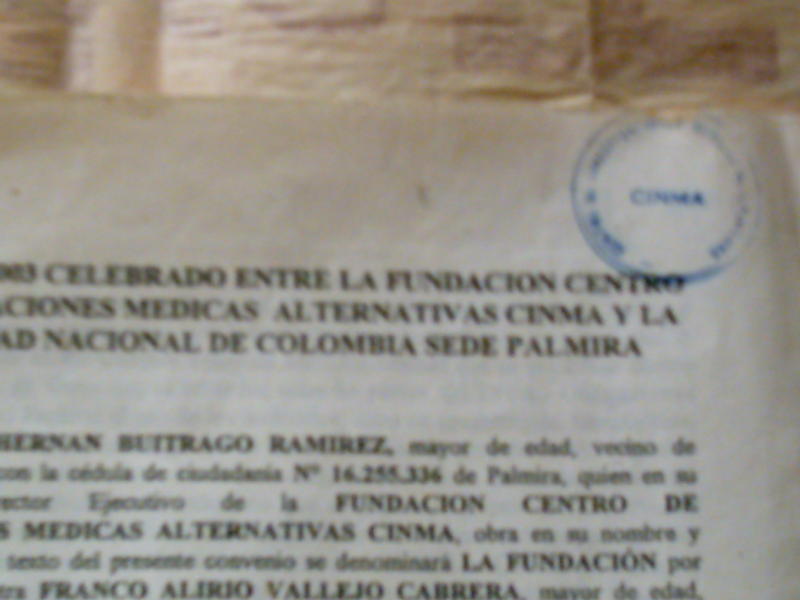 CINMA
003 CELEBRADO ENTRE LA FUNDACION CENTRO
ACIONES MEDICAS ALTERNATIVAS CINMA Y LA
AD NACIONAL DE COLOMBIA SEDE PALMIRA
HERNAN BUITRAGO RAMIREZ, mayor de edad, vecino de
con la cédula de ciudadania N° 16.255.336 de Palmira, quien en su
rector Ejecutivo de la FUNDACION CENTRO DE
S MEDICAS ALTERNATIVAS CINMA, obra en su nombre y
texto del presente convenio se denominará LA FUNDACIÓN por
tra FRANCO ALIRIO VALLEJO CABRERA, mayor de edad,